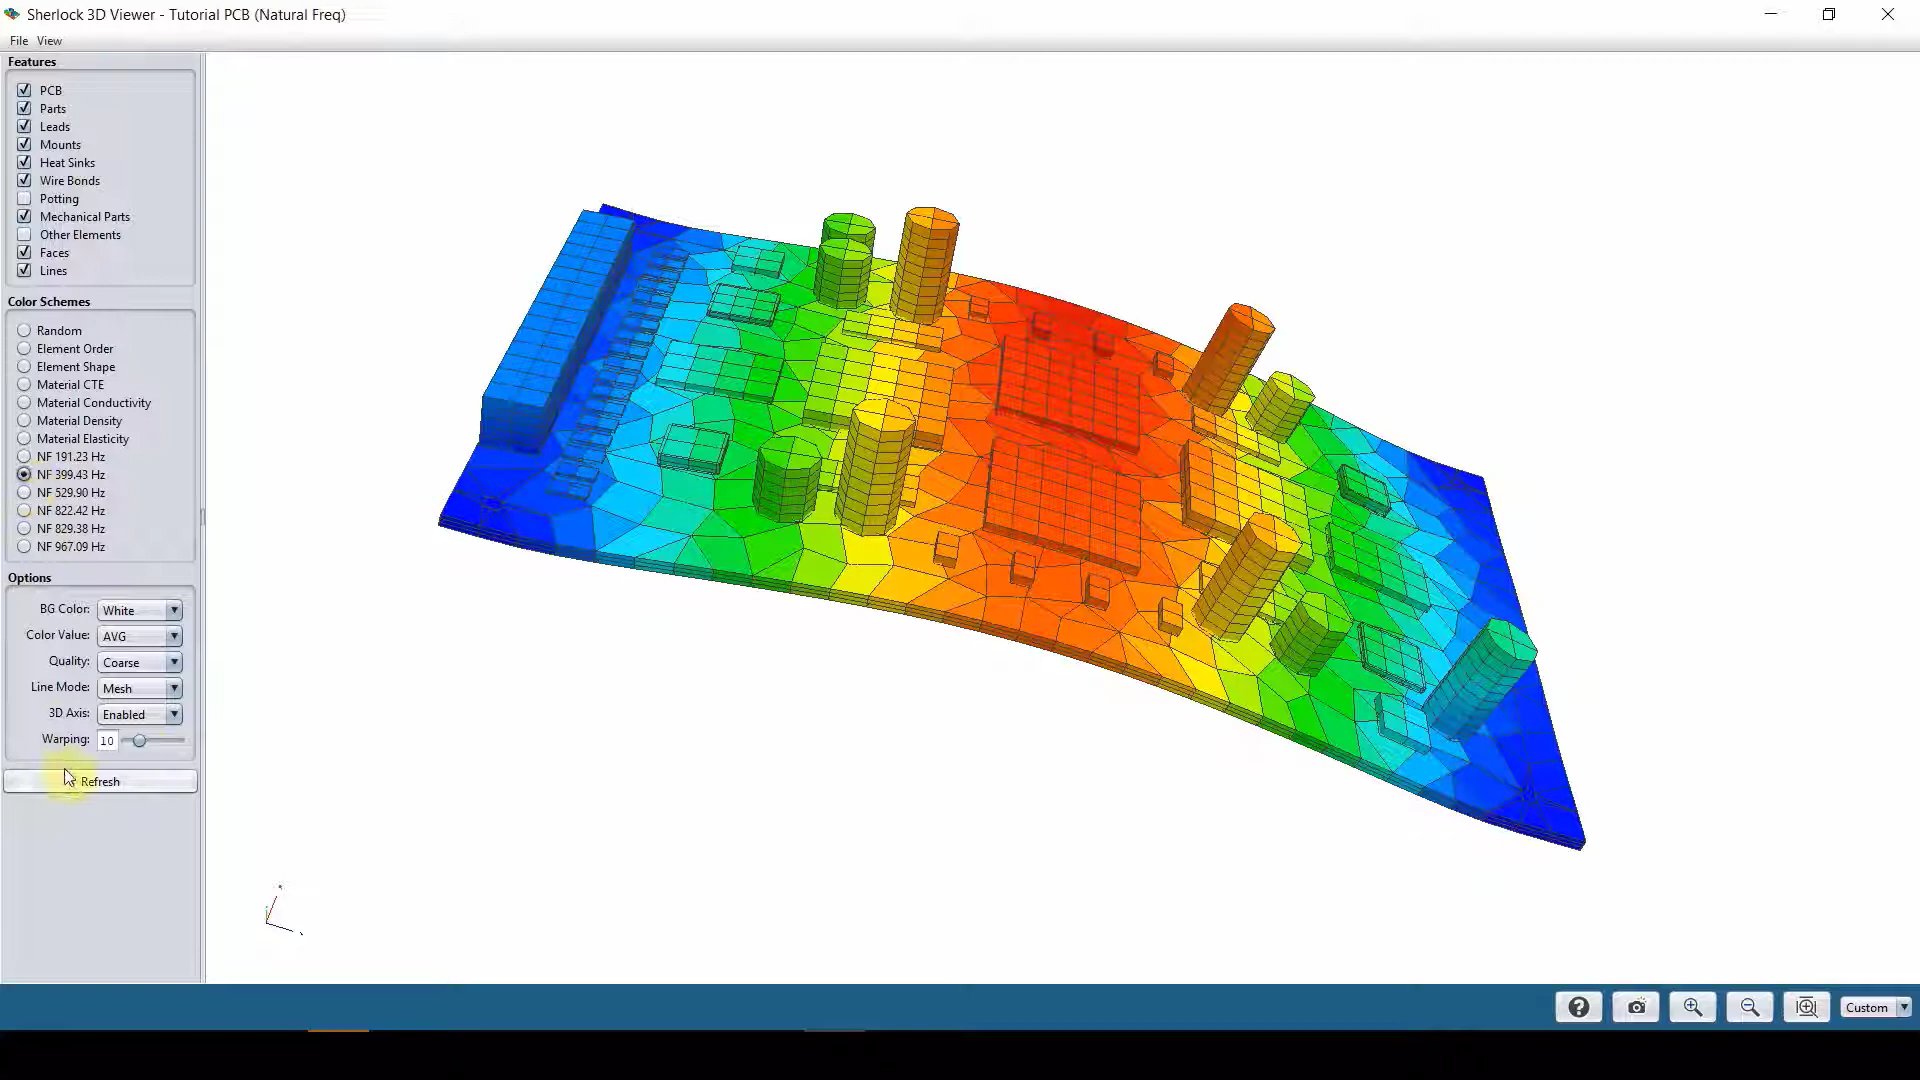 Sherlock 3D Viewer - Tutorial PCB (Natural Freq)
File View
Features
PCB
Parts
Leads
Mounts
Heat Sinks
Wire Bonds
Potting
Mechanical Parts
Other Elements
Faces
Lines
Color Schemes
Random
Element Order
Element Shape
Material CTE
Material Conductivity
Material Density
Material Elasticity
NF 191.23 Hz
NF 399.43 Hz
NF 529.90 Hz
NF 822.42 Hz
NF 829.38 Hz
NF 967.09 Hz
Options
BG Color: White
Color Value: AVG
Quality: Coarse
Line Mode: Mesh
3D Axis: Enabled
Warping: 10
Refresh
Custom